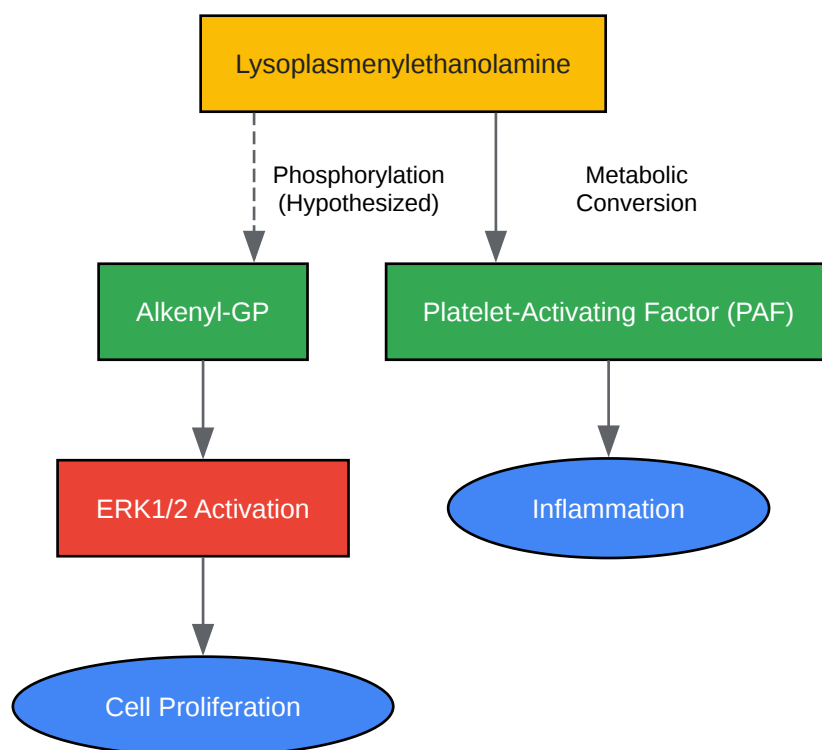 Lysoplasmenylethanolamine
Phosphorylation
(Hypothesized)
Metabolic
Conversion
Alkenyl-GP
Platelet-Activating Factor (PAF)
ERK1/2 Activation
Inflammation
Cell Proliferation